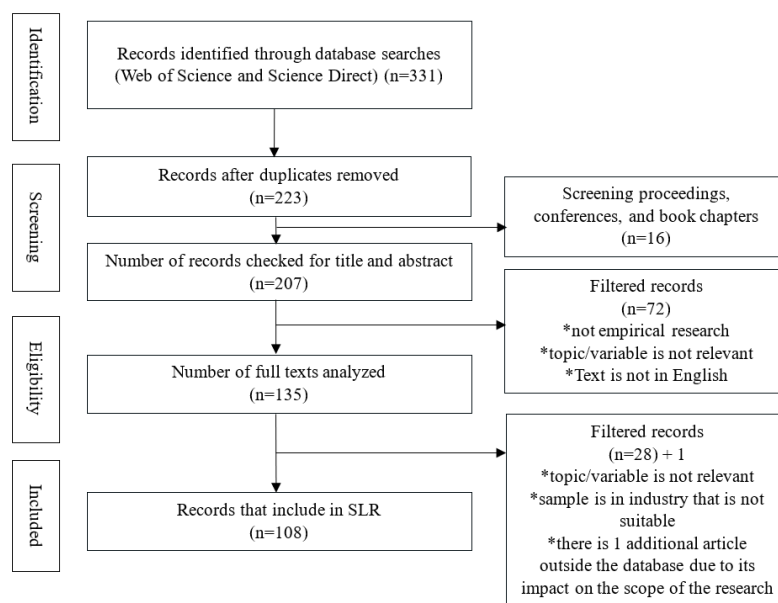 Identification
Records identified through database searches
(Web of Science and Science Direct) (n=331)
Screening
Records after duplicates removed
(n=223)
Screening proceedings,
conferences, and book chapters
(n=16)
Number of records checked for title and abstract
(n=207)
Filtered records
(n=72)
*not empirical research
*topic/variable is not relevant
*Text is not in English
Eligibility
Number of full texts analyzed
(n=135)
Filtered records
(n=28) + 1
*topic/variable is not relevant
*sample is in industry that is not
suitable
*there is 1 additional article
outside the database due to its
impact on the scope of the research
Included
Records that include in SLR
(n=108)